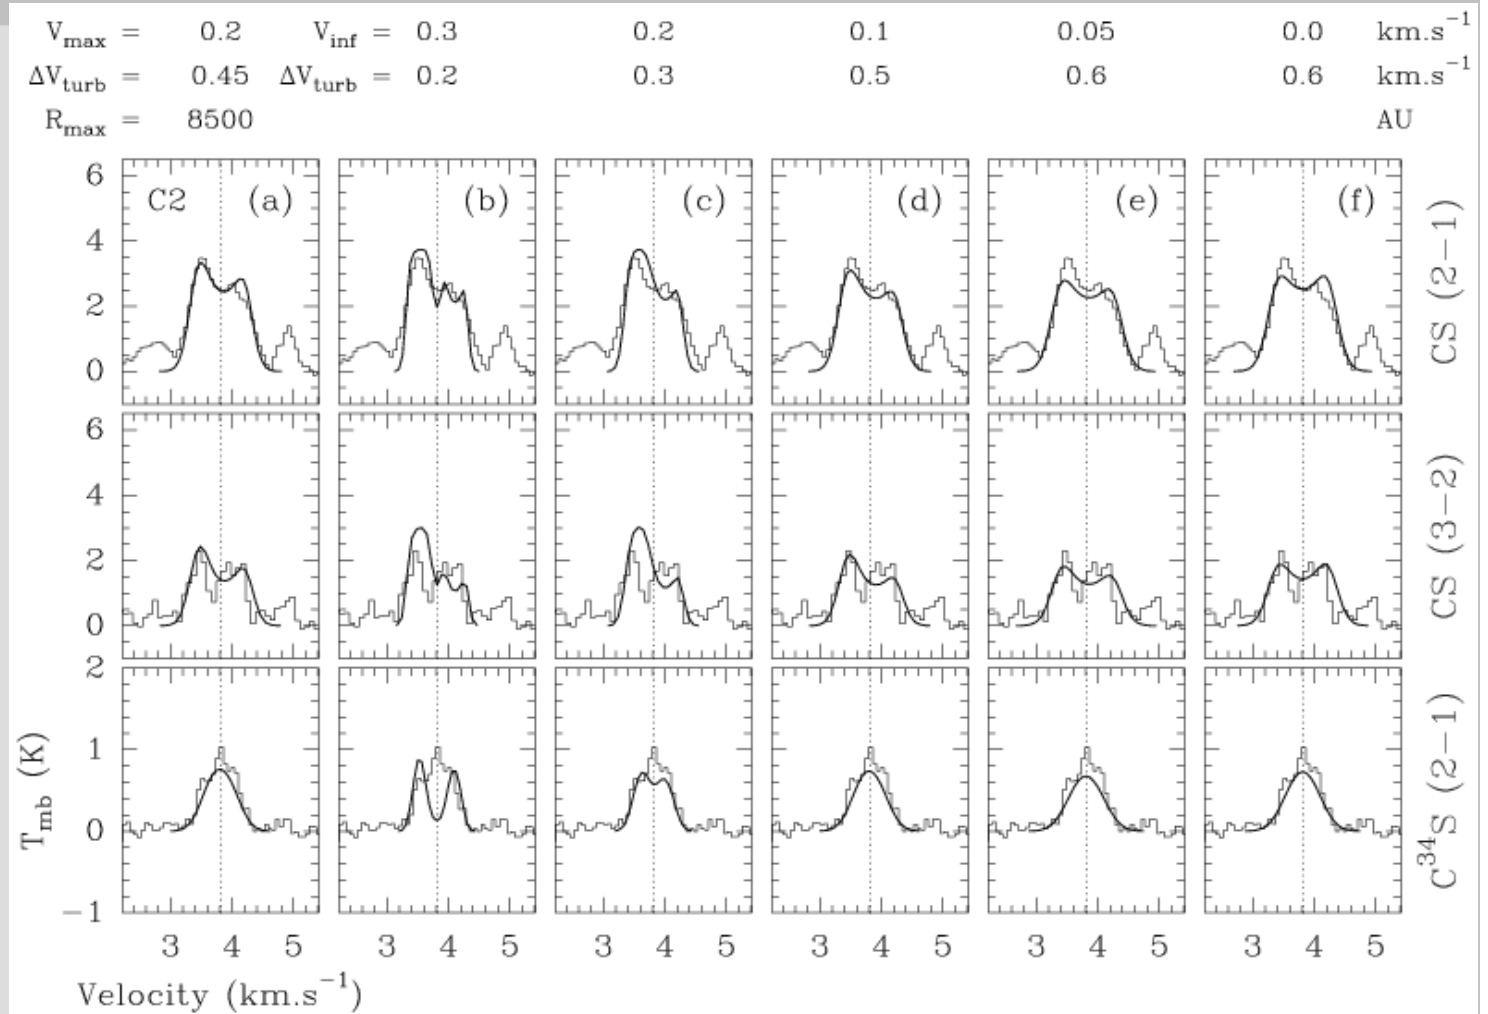 V_max = 0.2 V_inf = 0.3 0.2 0.1 0.05 0.0 km.s^-1
ΔV_turb = 0.45 ΔV_turb = 0.2 0.3 0.5 0.6 0.6 km.s^-1
R_max = 8500 AU
6 C2 (a) (b) (c) (d) (e) (f)
4
2
0
CS (2-1)
6
4
2
0
CS (3-2)
2
1
0
-1
T_mb (K)
C^34S (2-1)
3 4 5 3 4 5 3 4 5 3 4 5 3 4 5 3 4 5
Velocity (km.s^-1)